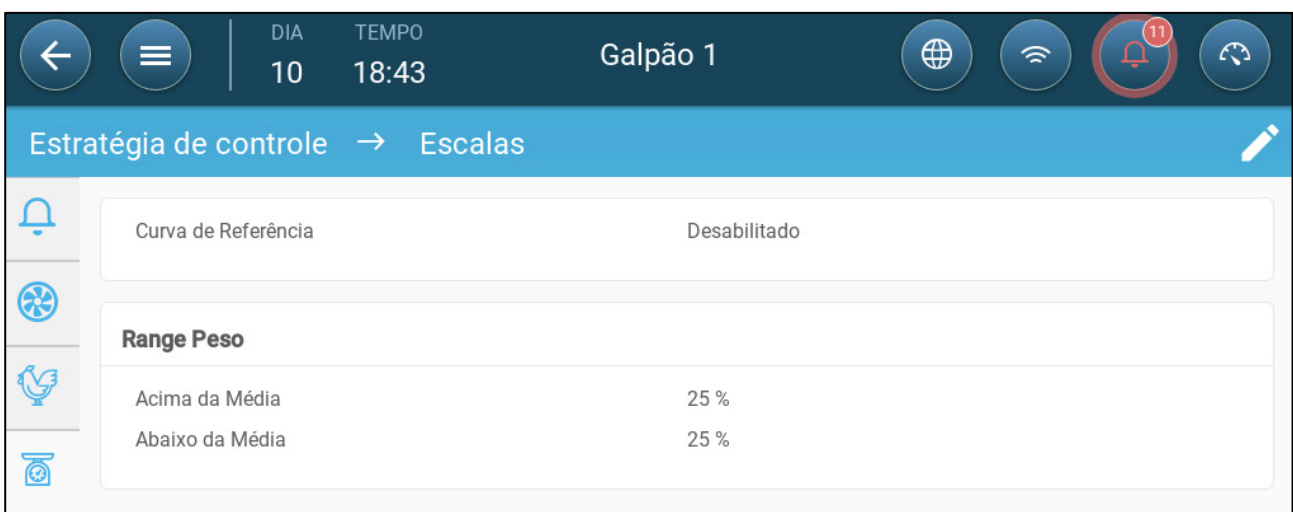 DIA TEMPO
10 18:43 Galpão 1 11
Estratégia de controle → Escalas
Curva de Referência Desabilitado
Range Peso
Acima da Média 25 %
Abaixo da Média 25 %